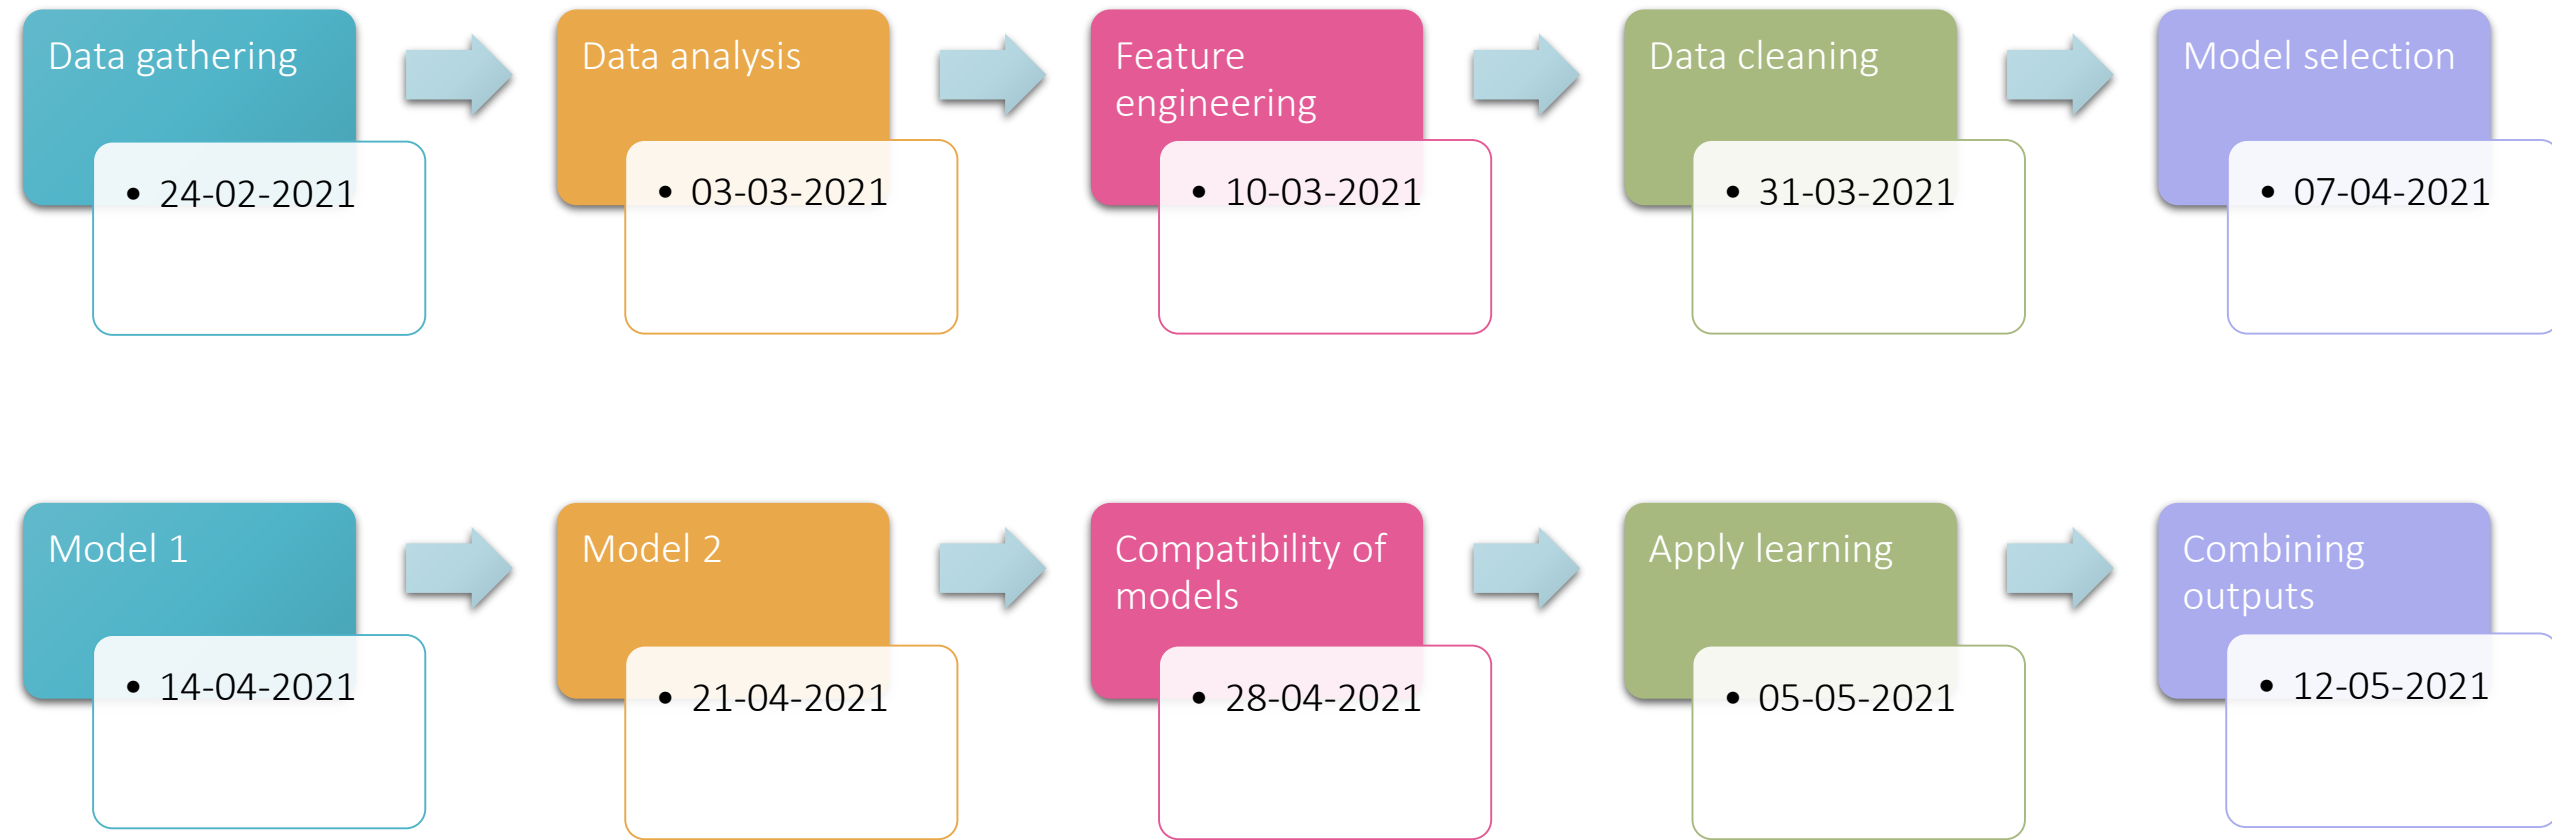 Data gathering
• 24-02-2021
Data analysis
• 03-03-2021
Feature
engineering
• 10-03-2021
Data cleaning
• 31-03-2021
Model selection
• 07-04-2021
Model 1
• 14-04-2021
Model 2
• 21-04-2021
Compatibility of
models
• 28-04-2021
Apply learning
• 05-05-2021
Combining
outputs
• 12-05-2021